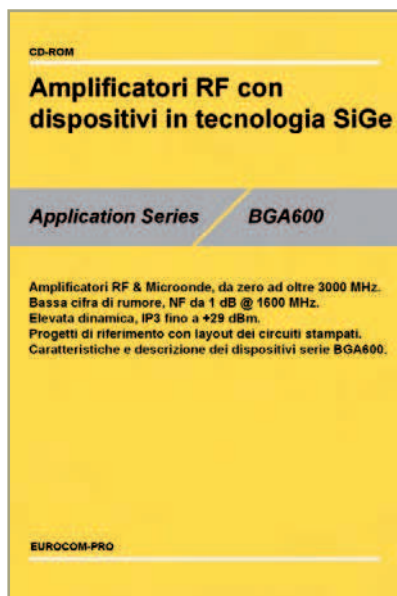 CD-ROM
Amplificatori RF con
dispositivi in tecnologia SiGe
Application Series
BGA600
Amplificatori RF & Microonde, da zero ad oltre 3000 MHz.
Bassa cifra di rumore, NF da 1 dB @ 1600 MHz.
Elevata dinamica, IP3 fino a +29 dBm.
Progetti di riferimento con layout dei circuiti stampati.
Caratteristiche e descrizione dei dispositivi serie BGA600.
EUROCOM-PRO